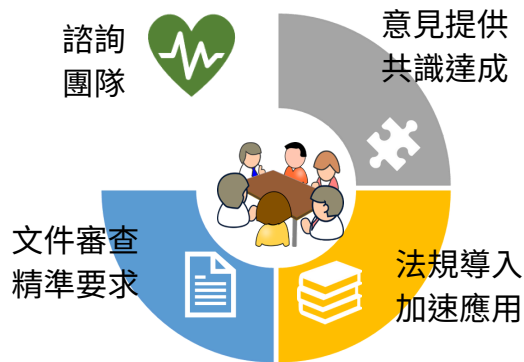 諮詢
團隊
意見提供
共識達成
文件審查
精準要求
法規導入
加速應用